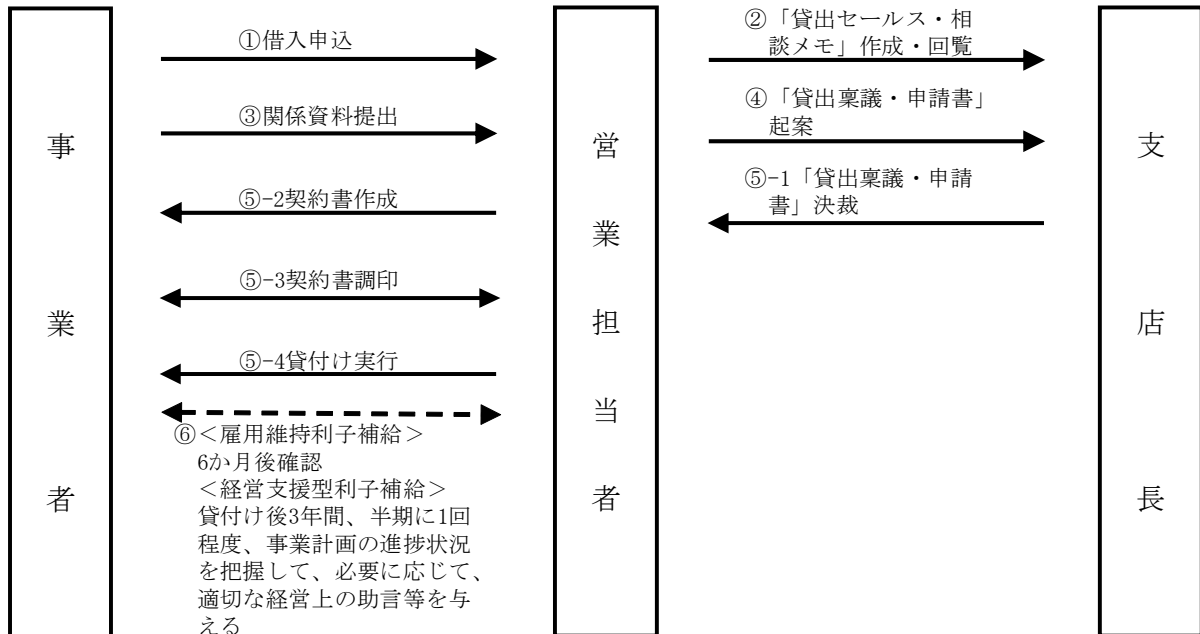 事業者
①借入申込
③関係資料提出
⑤-2契約書作成
⑤-3契約書調印
⑤-4貸付け実行
⑥＜雇用維持利子補給＞
6か月後確認
＜経営支援型利子補給＞
貸付け後3年間、半期に1回
程度、事業計画の進捗状況
を把握して、必要に応じて、
適切な経営上の助言等を与
える
営業担当者
②「貸出セールス・相
談メモ」作成・回覧
④「貸出稟議・申請書」
起案
⑤-1「貸出稟議・申請
書」決裁
支店長